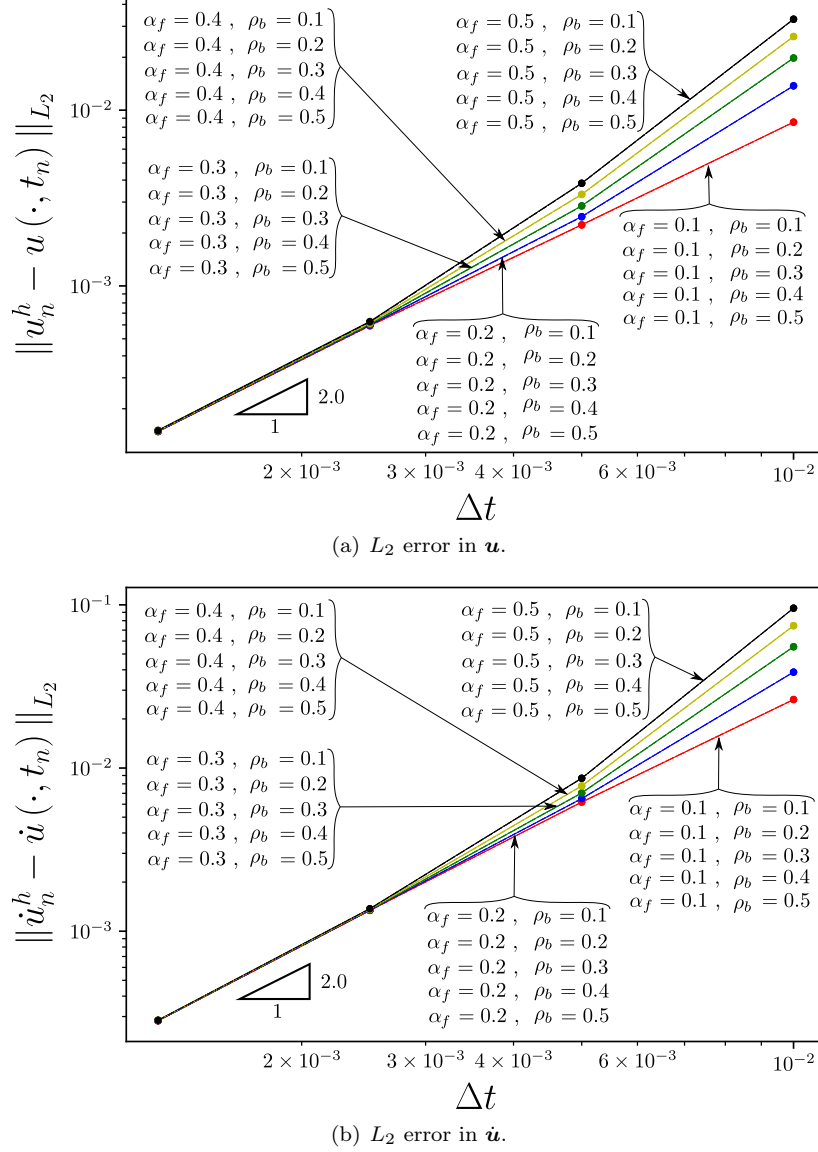 α_f = 0.4 , ρ_b = 0.1
α_f = 0.4 , ρ_b = 0.2
α_f = 0.4 , ρ_b = 0.3
α_f = 0.4 , ρ_b = 0.4
α_f = 0.4 , ρ_b = 0.5
α_f = 0.5 , ρ_b = 0.1
α_f = 0.5 , ρ_b = 0.2
α_f = 0.5 , ρ_b = 0.3
α_f = 0.5 , ρ_b = 0.4
α_f = 0.5 , ρ_b = 0.5
α_f = 0.3 , ρ_b = 0.1
α_f = 0.3 , ρ_b = 0.2
α_f = 0.3 , ρ_b = 0.3
α_f = 0.3 , ρ_b = 0.4
α_f = 0.3 , ρ_b = 0.5
α_f = 0.1 , ρ_b = 0.1
α_f = 0.1 , ρ_b = 0.2
α_f = 0.1 , ρ_b = 0.3
α_f = 0.1 , ρ_b = 0.4
α_f = 0.1 , ρ_b = 0.5
α_f = 0.2 , ρ_b = 0.1
α_f = 0.2 , ρ_b = 0.2
α_f = 0.2 , ρ_b = 0.3
α_f = 0.2 , ρ_b = 0.4
α_f = 0.2 , ρ_b = 0.5
10^{-2}
10^{-3}
||u_n^h − u (·, t_n) ||_{L_2}
2.0
1
2 × 10^{-3} 3 × 10^{-3} 4 × 10^{-3} 6 × 10^{-3} 10^{-2}
Δt
(a) L_2 error in u.
α_f = 0.4 , ρ_b = 0.1
α_f = 0.4 , ρ_b = 0.2
α_f = 0.4 , ρ_b = 0.3
α_f = 0.4 , ρ_b = 0.4
α_f = 0.4 , ρ_b = 0.5
α_f = 0.5 , ρ_b = 0.1
α_f = 0.5 , ρ_b = 0.2
α_f = 0.5 , ρ_b = 0.3
α_f = 0.5 , ρ_b = 0.4
α_f = 0.5 , ρ_b = 0.5
α_f = 0.3 , ρ_b = 0.1
α_f = 0.3 , ρ_b = 0.2
α_f = 0.3 , ρ_b = 0.3
α_f = 0.3 , ρ_b = 0.4
α_f = 0.3 , ρ_b = 0.5
α_f = 0.1 , ρ_b = 0.1
α_f = 0.1 , ρ_b = 0.2
α_f = 0.1 , ρ_b = 0.3
α_f = 0.1 , ρ_b = 0.4
α_f = 0.1 , ρ_b = 0.5
α_f = 0.2 , ρ_b = 0.1
α_f = 0.2 , ρ_b = 0.2
α_f = 0.2 , ρ_b = 0.3
α_f = 0.2 , ρ_b = 0.4
α_f = 0.2 , ρ_b = 0.5
10^{-1}
10^{-2}
10^{-3}
||u̇_n^h − u̇ (·, t_n) ||_{L_2}
2.0
1
2 × 10^{-3} 3 × 10^{-3} 4 × 10^{-3} 6 × 10^{-3} 10^{-2}
Δt
(b) L_2 error in u̇.